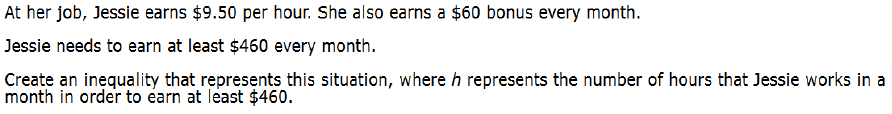 At her job, Jessie earns $9.50 per hour. She also earns a $60 bonus every month.
Jessie needs to earn at least $460 every month.
Create an inequality that represents this situation, where h represents the number of hours that Jessie works in a
month in order to earn at least $460.